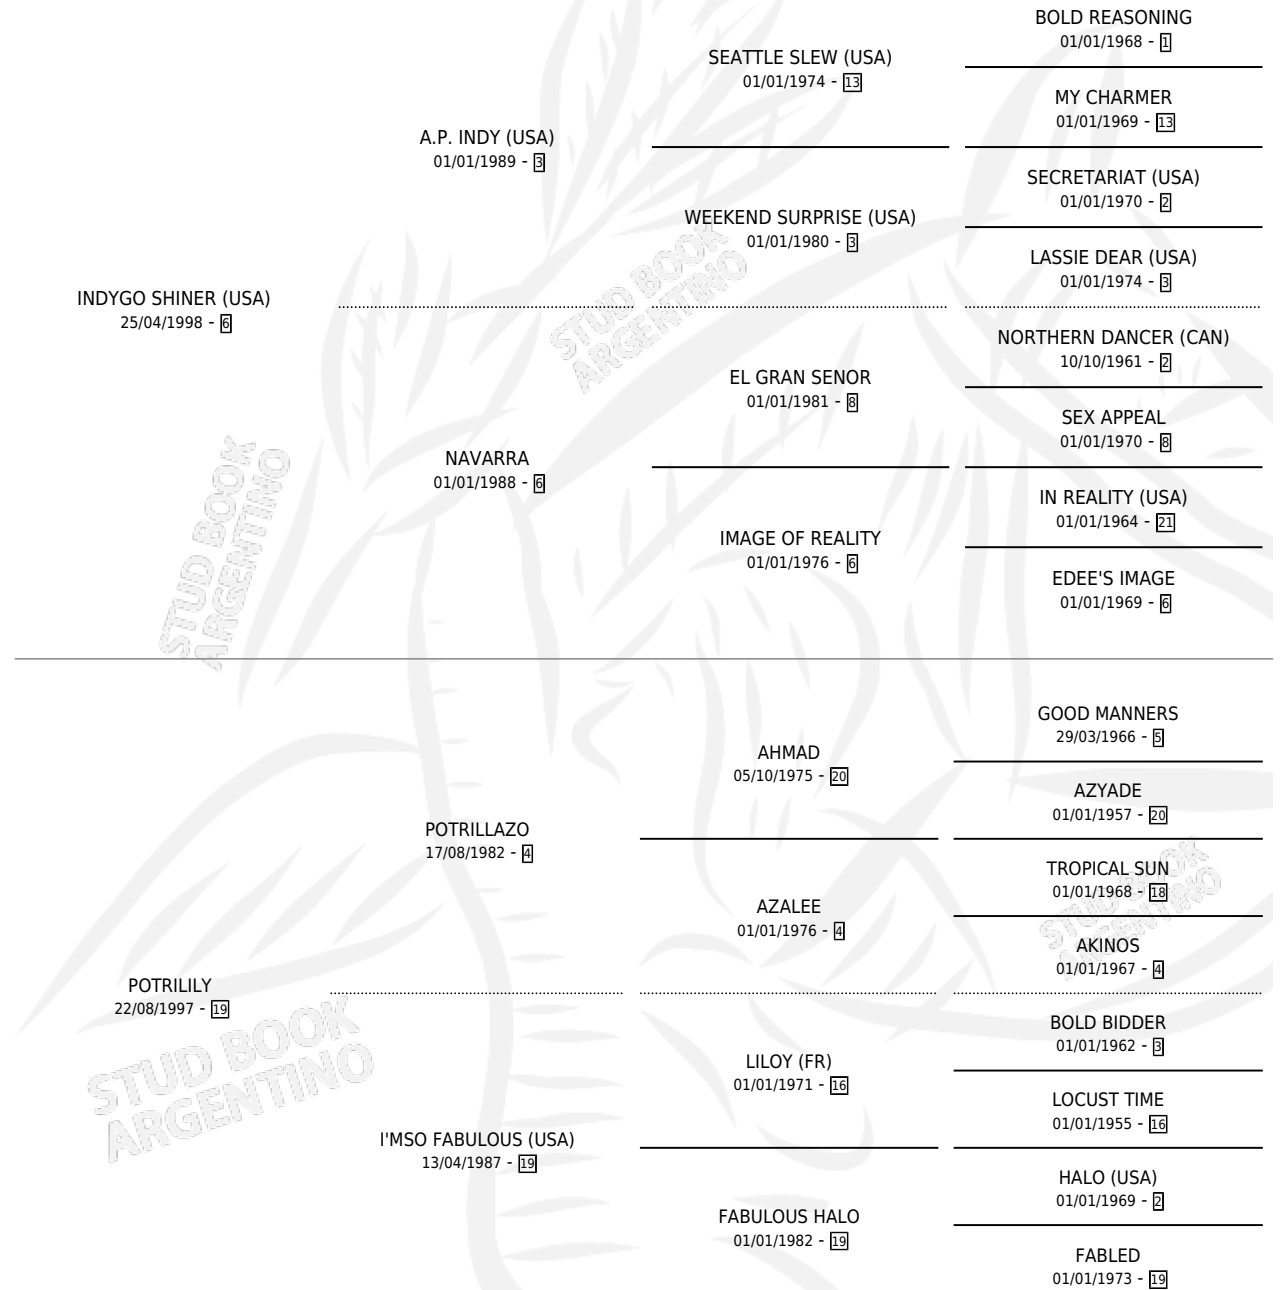 BOLD REASONING
01/01/1968 - 1
SEATTLE SLEW (USA)
01/01/1974 - 13
MY CHARMER
01/01/1969 - 13
A.P. INDY (USA)
01/01/1989 - 3
SECRETARIAT (USA)
01/01/1970 - 2
WEEKEND SURPRISE (USA)
01/01/1980 - 3
LASSIE DEAR (USA)
01/01/1974 - 3
INDYGO SHINER (USA)
25/04/1998 - 6
NORTHERN DANCER (CAN)
10/10/1961 - 2
EL GRAN SENOR
01/01/1981 - 8
SEX APPEAL
01/01/1970 - 8
NAVARRA
01/01/1988 - 6
IN REALITY (USA)
01/01/1964 - 21
IMAGE OF REALITY
01/01/1976 - 6
EDEE'S IMAGE
01/01/1969 - 6
GOOD MANNERS
29/03/1966 - 5
AHMAD
05/10/1975 - 20
AZYADE
01/01/1957 - 20
POTRILLAZO
17/08/1982 - 4
TROPICAL SUN
01/01/1968 - 18
AZALEE
01/01/1976 - 4
AKINOS
01/01/1967 - 4
POTRILILY
22/08/1997 - 19
BOLD BIDDER
01/01/1962 - 3
LILOY (FR)
01/01/1971 - 16
LOCUST TIME
01/01/1955 - 16
I'MSO FABULOUS (USA)
13/04/1987 - 19
HALO (USA)
01/01/1969 - 2
FABULOUS HALO
01/01/1982 - 19
FABLED
01/01/1973 - 19
STUD BOOK
ARGENTINO
STUD BOOK
ARGENTINO
STUD BOOK
ARGENTINO
STUD BOOK
ARGENTINO